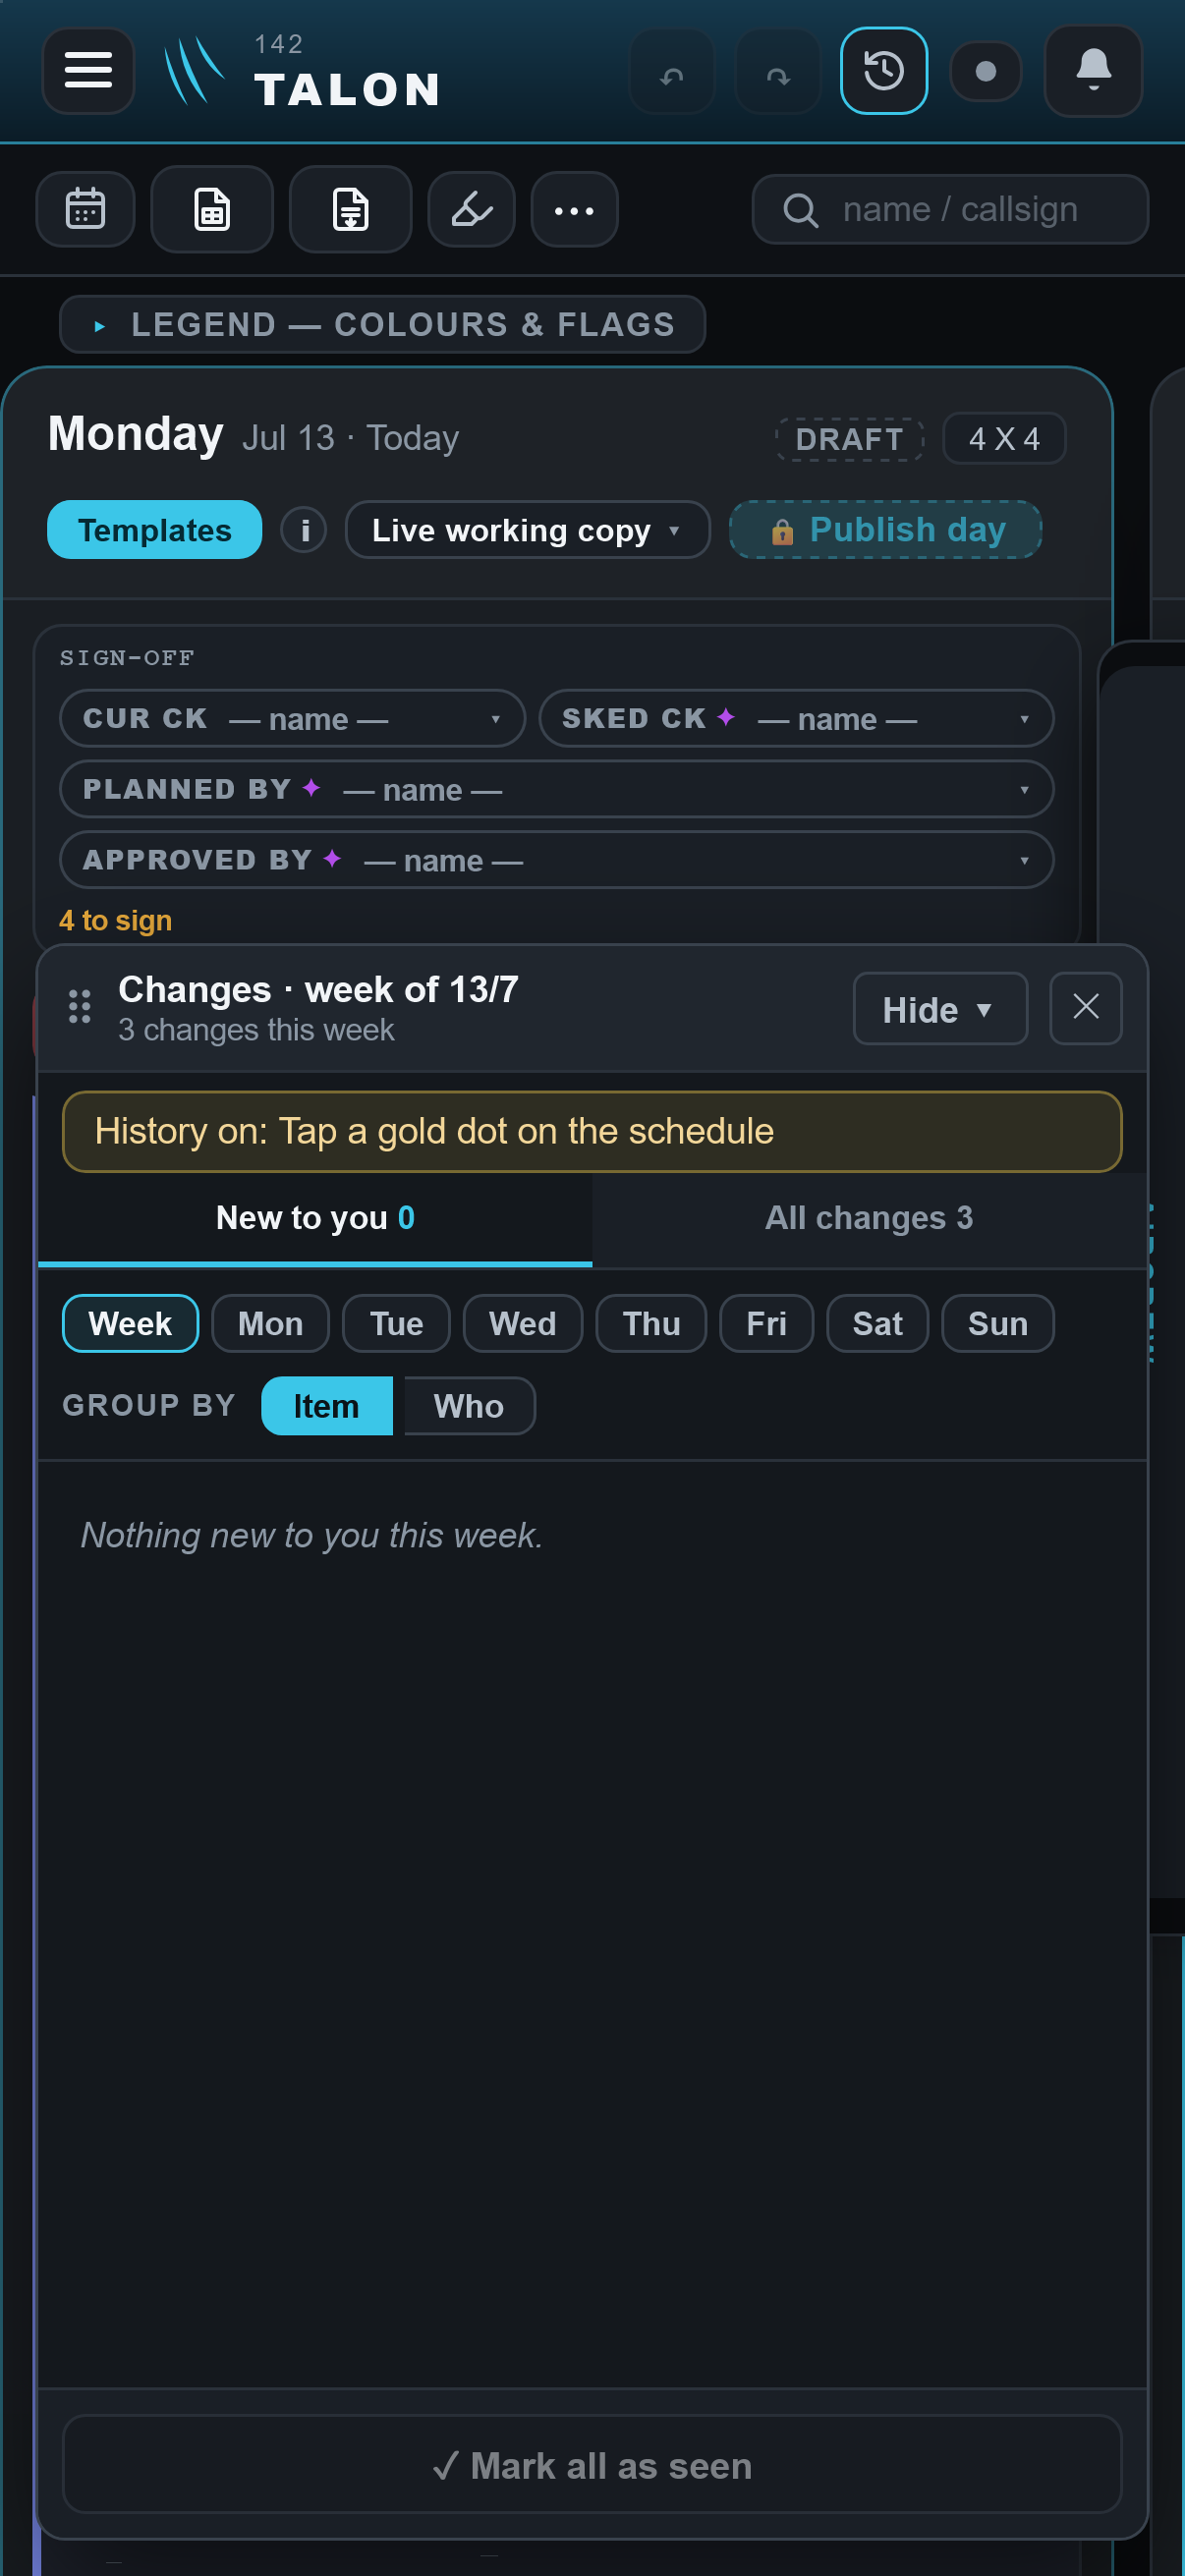 142
TALON
name / callsign
▸ LEGEND — COLOURS & FLAGS
Monday Jul 13 · Today DRAFT 4 X 4
Templates i Live working copy ▾ 🔒 Publish day
SIGN-OFF
CUR CK — name — ▾ SKED CK ✦ — name — ▾
PLANNED BY ✦ — name — ▾
APPROVED BY ✦ — name — ▾
4 to sign
Changes · week of 13/7
3 changes this week
Hide ▼
History on: Tap a gold dot on the schedule
New to you 0 All changes 3
Week Mon Tue Wed Thu Fri Sat Sun
GROUP BY Item Who
Nothing new to you this week.
✓ Mark all as seen